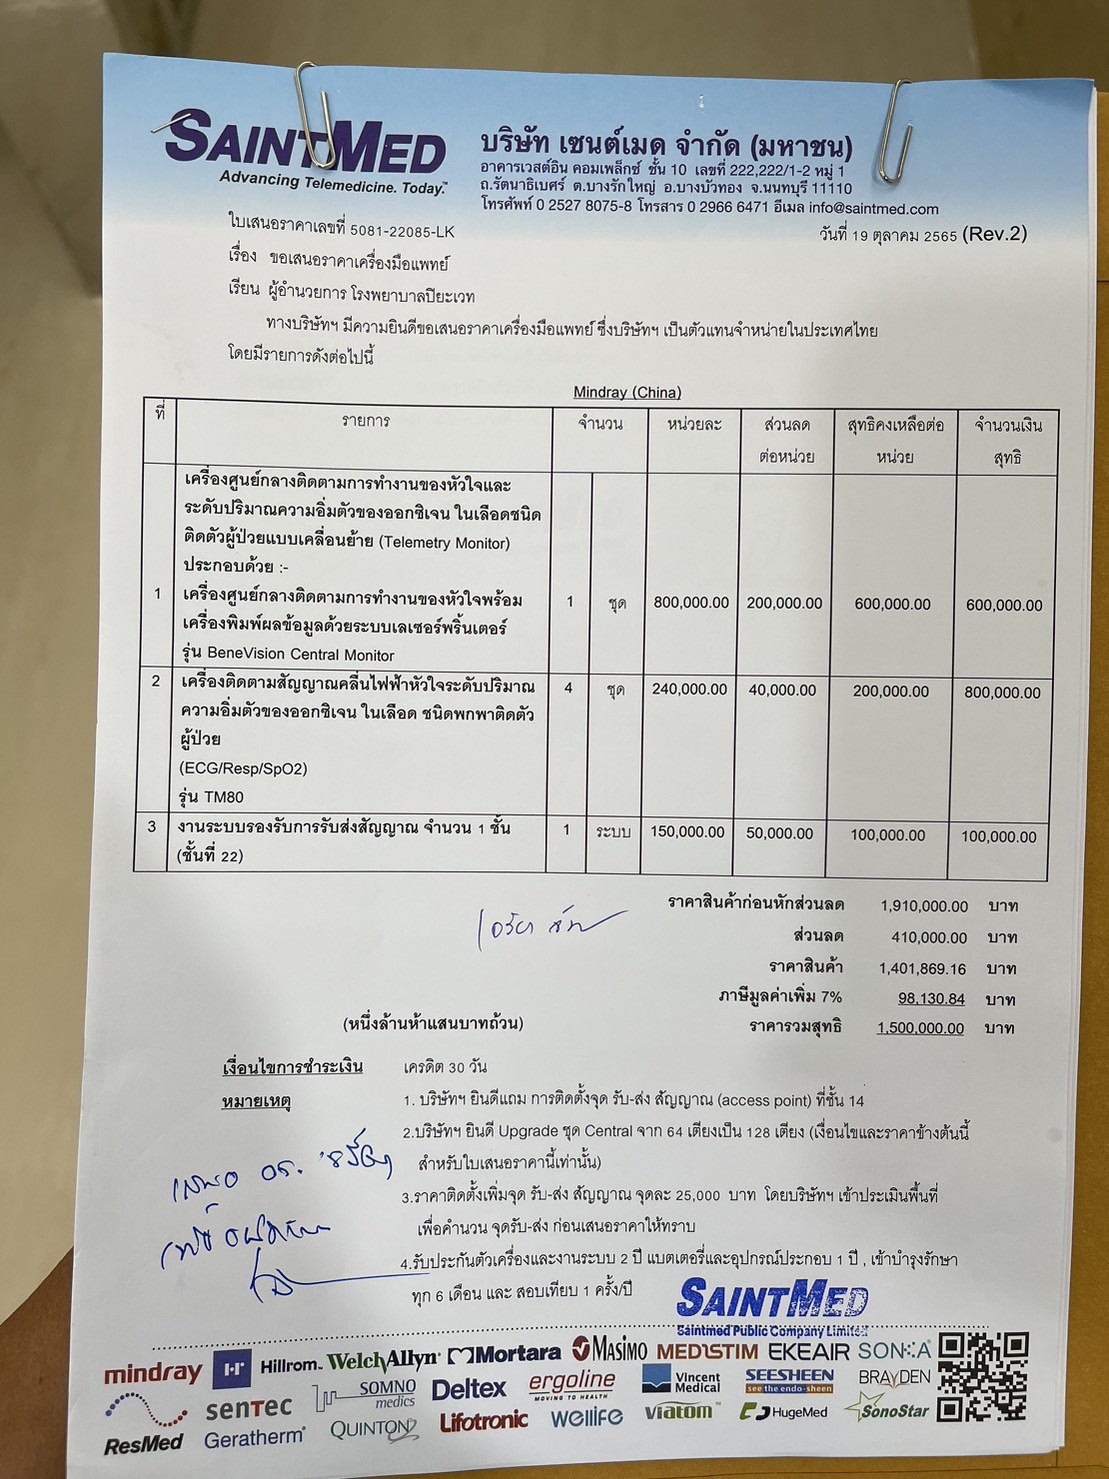 SAINTMED
Advancing Telemedicine. Today.™
บริษัท เซนต์เมด จำกัด (มหาชน)
อาคารเวสต์อิน คอมเพล็กซ์ ชั้น 10 เลขที่ 222,222/1-2 หมู่ 1
ถ.รัตนาธิเบศร์ ต.บางรักใหญ่ อ.บางบัวทอง จ.นนทบุรี 11110
โทรศัพท์ 0 2527 8075-8 โทรสาร 0 2966 6471 อีเมล info@saintmed.com
ใบเสนอราคาเลขที่ 5081-22085-LK
วันที่ 19 ตุลาคม 2565 (Rev.2)
เรื่อง ขอเสนอราคาเครื่องมือแพทย์
เรียน ผู้อำนวยการ โรงพยาบาลปิยะเวท
ทางบริษัทฯ มีความยินดีขอเสนอราคาเครื่องมือแพทย์ ซึ่งบริษัทฯ เป็นตัวแทนจำหน่ายในประเทศไทย
โดยมีรายการดังต่อไปนี้
Mindray (China)
ที่ รายการ จำนวน หน่วยละ ส่วนลด สุทธิคงเหลือต่อ จำนวนเงิน
ต่อหน่วย หน่วย สุทธิ
เครื่องศูนย์กลางติดตามการทำงานของหัวใจและ
ระดับปริมาณความอิ่มตัวของออกซิเจน ในเลือดชนิด
ติดตัวผู้ป่วยแบบเคลื่อนย้าย (Telemetry Monitor)
ประกอบด้วย :-
1 เครื่องศูนย์กลางติดตามการทำงานของหัวใจพร้อม 1 ชุด 800,000.00 200,000.00 600,000.00 600,000.00
เครื่องพิมพ์ผลข้อมูลด้วยระบบเลเซอร์พริ้นเตอร์
รุ่น BeneVision Central Monitor
2 เครื่องติดตามสัญญาณคลื่นไฟฟ้าหัวใจระดับปริมาณ 4 ชุด 240,000.00 40,000.00 200,000.00 800,000.00
ความอิ่มตัวของออกซิเจน ในเลือด ชนิดพกพาติดตัว
ผู้ป่วย
(ECG/Resp/SpO2)
รุ่น TM80
3 งานระบบรองรับการรับส่งสัญญาณ จำนวน 1 ชั้น 1 ระบบ 150,000.00 50,000.00 100,000.00 100,000.00
(ชั้นที่ 22)
ราคาสินค้าก่อนหักส่วนลด 1,910,000.00 บาท
ส่วนลด 410,000.00 บาท
ราคาสินค้า 1,401,869.16 บาท
ภาษีมูลค่าเพิ่ม 7% 98,130.84 บาท
(หนึ่งล้านห้าแสนบาทถ้วน) ราคารวมสุทธิ 1,500,000.00 บาท
เงื่อนไขการชำระเงิน เครดิต 30 วัน
หมายเหตุ 1. บริษัทฯ ยินดีแถม การติดตั้งจุด รับ-ส่ง สัญญาณ (access point) ที่ชั้น 14
2.บริษัทฯ ยินดี Upgrade ชุด Central จาก 64 เตียงเป็น 128 เตียง (เงื่อนไขและราคาข้างต้นนี้
สำหรับใบเสนอราคานี้เท่านั้น)
3.ราคาติดตั้งเพิ่มจุด รับ-ส่ง สัญญาณ จุดละ 25,000 บาท โดยบริษัทฯ เข้าประเมินพื้นที่
เพื่อคำนวน จุดรับ-ส่ง ก่อนเสนอราคาให้ทราบ
4.รับประกันตัวเครื่องและงานระบบ 2 ปี แบตเตอรี่และอุปกรณ์ประกอบ 1 ปี , เข้าบำรุงรักษา
ทุก 6 เดือน และ สอบเทียบ 1 ครั้ง/ปี
SAINTMED
Saintmed Public Company Limited
mindray H Hillrom™ WelchAllyn® Mortara Masimo MEDISTIM EKEAIR SONKA
ResMed sentec SOMNO medics Deltex ergoline MOVING TO HEALTH Vincent Medical SEESHEEN see the endo-sheen BRAYDEN
Geratherm® QUINTON Lifotronic wellife viatom™ HugeMed SonoStar